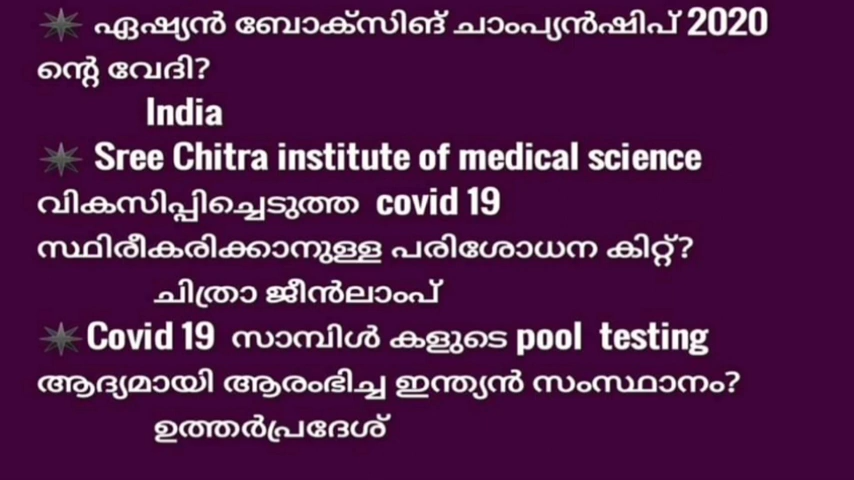 ഏഷ്യൻ ബോക്സിങ് ചാംപ്യൻഷിപ് 2020
ന്റെ വേദി?
India
Sree Chitra institute of medical science
വികസിപ്പിച്ചെടുത്ത covid 19
സ്ഥിരീകരിക്കാനുള്ള പരിശോധന കിറ്റ്?
ചിത്രാ ജീൻലാംപ്
Covid 19 സാമ്പിൾ കളുടെ pool testing
ആദ്യമായി ആരംഭിച്ച ഇന്ത്യൻ സംസ്ഥാനം?
ഉത്തർപ്രദേശ്